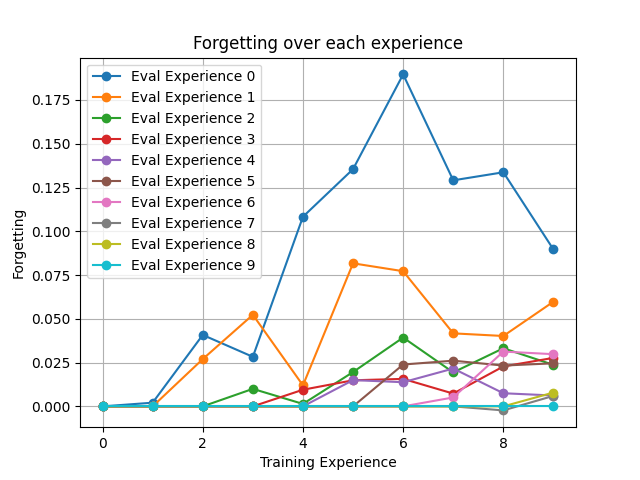 Forgetting over each experience
Eval Experience 0
Eval Experience 1
Eval Experience 2
Eval Experience 3
Eval Experience 4
Eval Experience 5
Eval Experience 6
Eval Experience 7
Eval Experience 8
Eval Experience 9
Forgetting
0.175
0.150
0.125
0.100
0.075
0.050
0.025
0.000
0 2 4 6 8
Training Experience